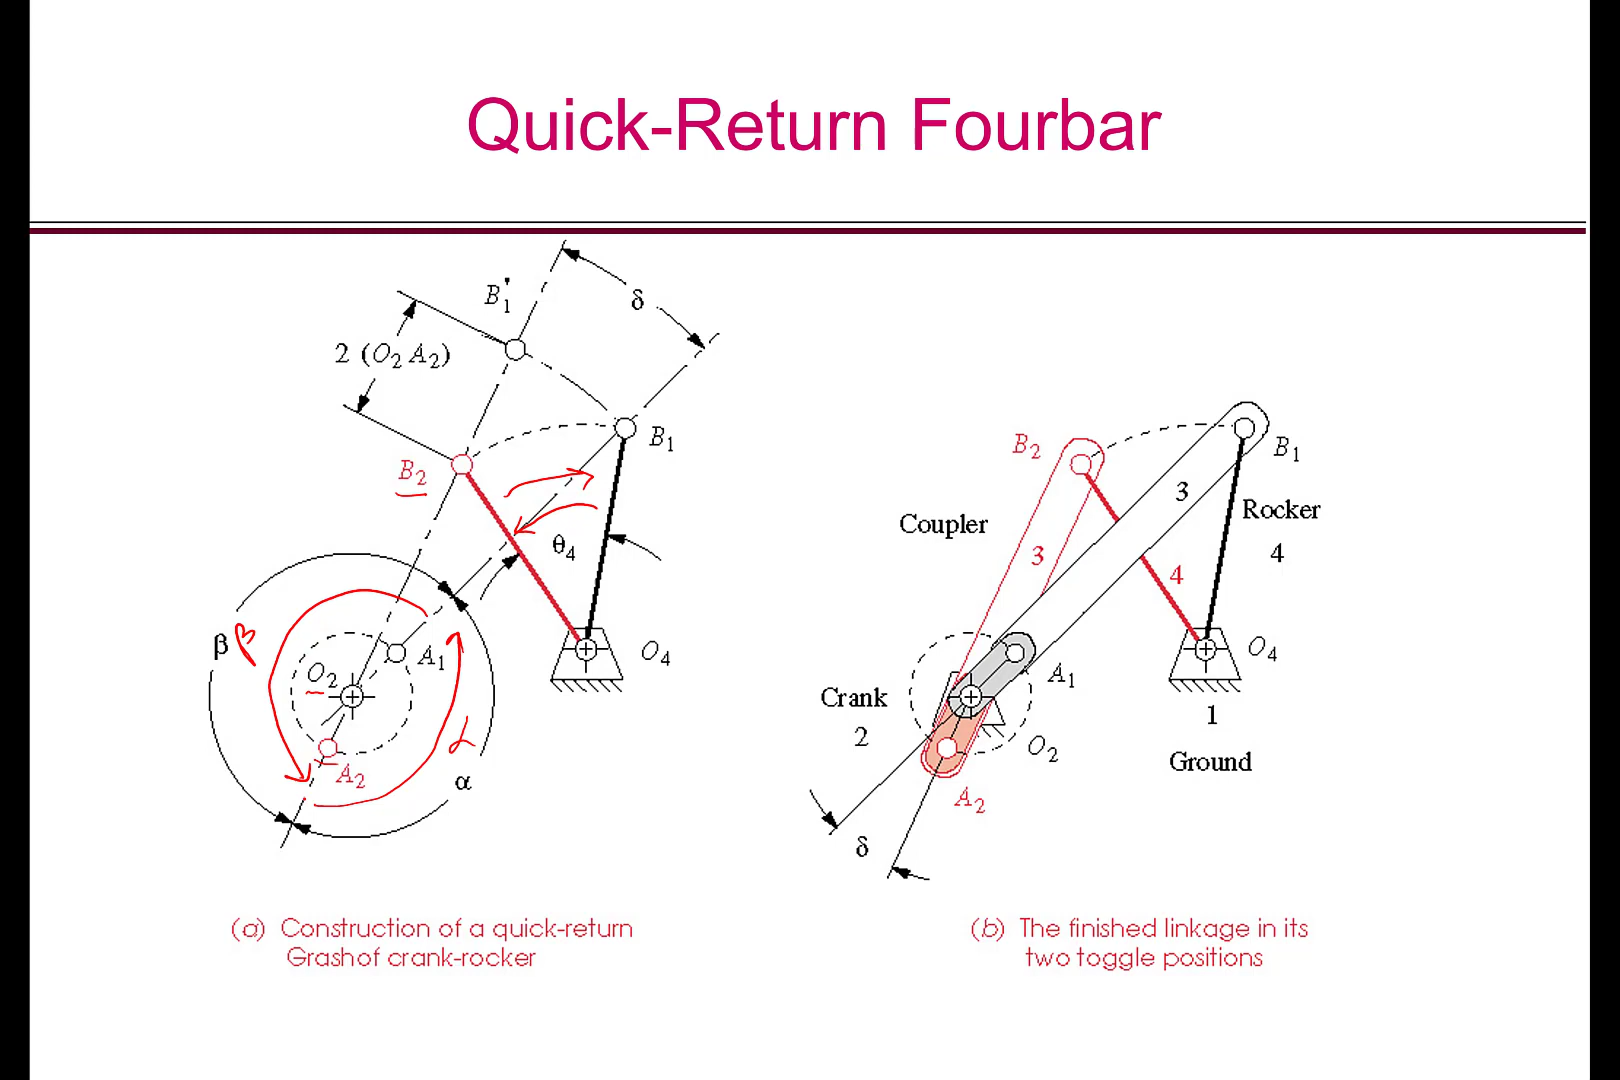 Quick-Return Fourbar
B₁'
δ
2 (O₂A₂)
B₁
B₂
θ₄
β β
A₁
O₂
O₄
A₂
α
α
(a) Construction of a quick-return
Grashof crank-rocker
B₂
B₁
3
Coupler
Rocker
3
4
4
O₄
A₁
Crank
2
1
O₂
Ground
A₂
δ
(b) The finished linkage in its
two toggle positions